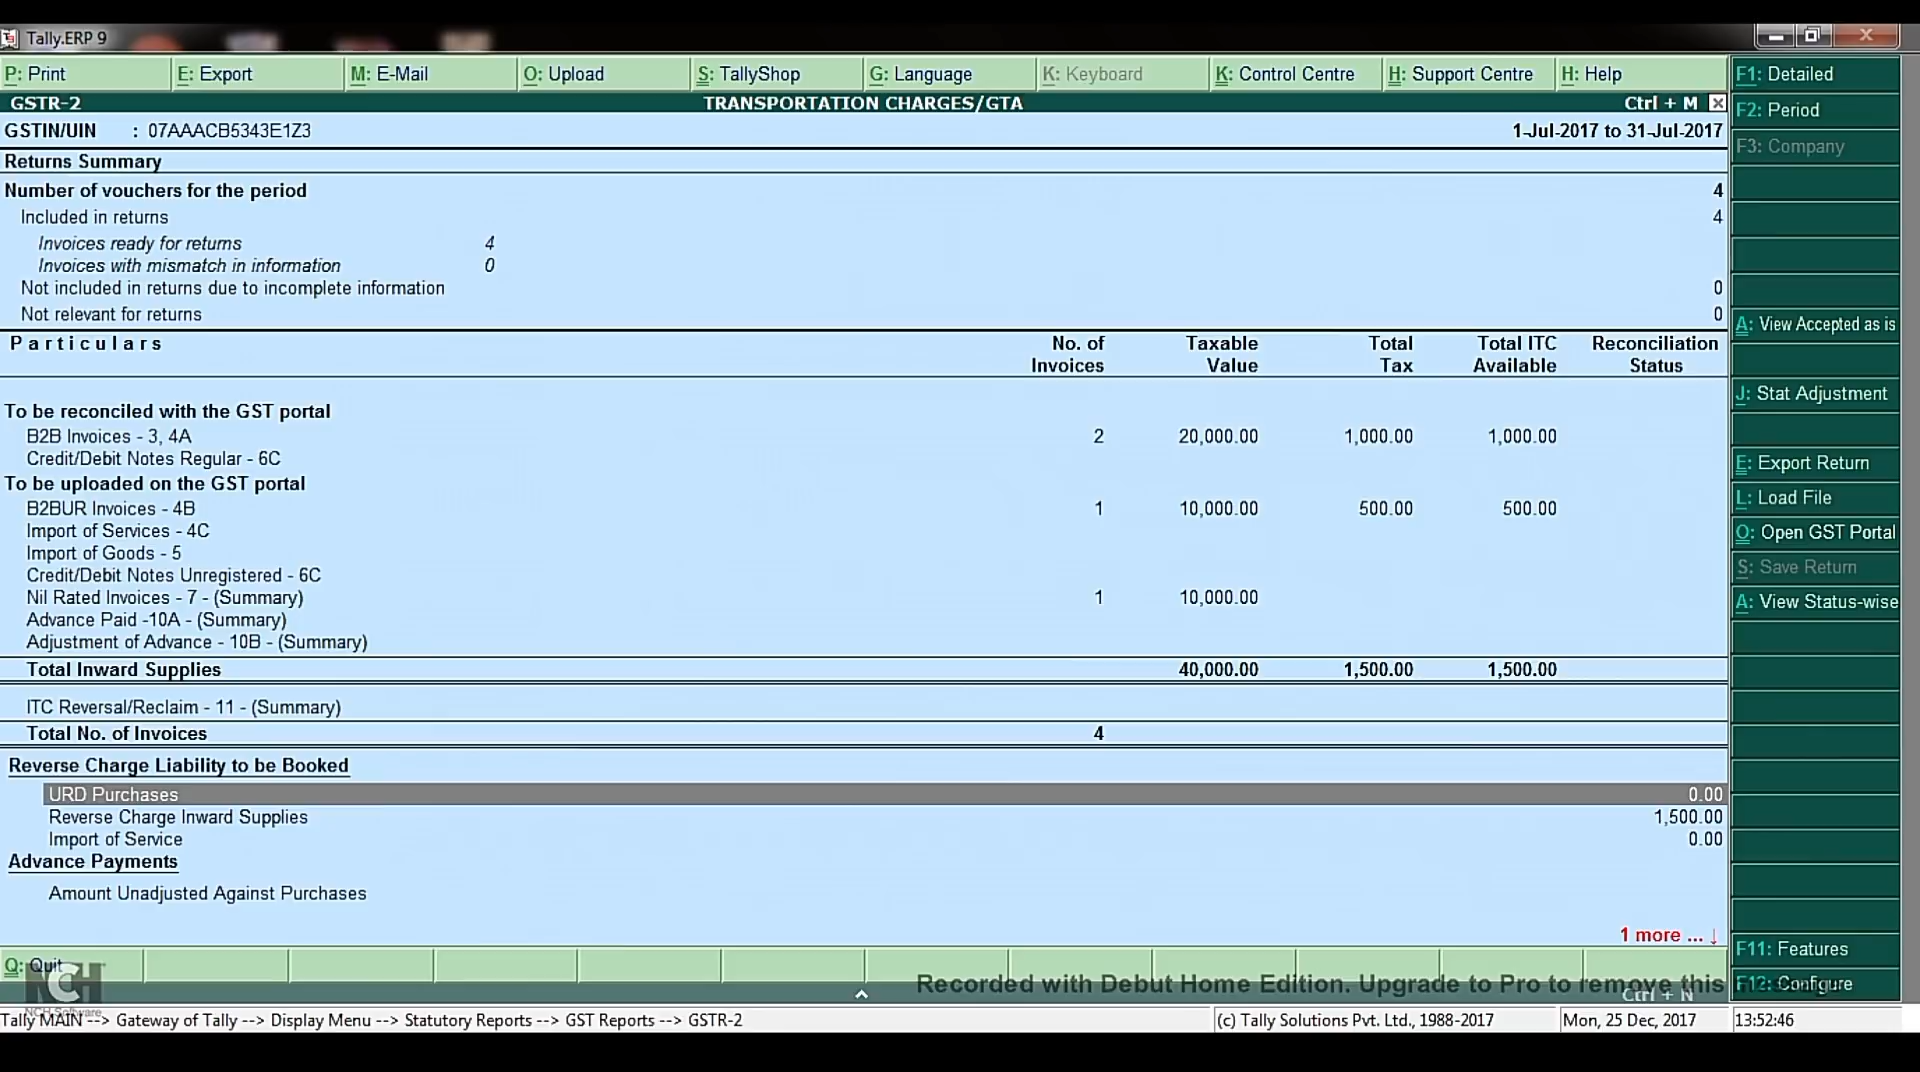 Tally.ERP 9
P: Print E: Export M: E-Mail O: Upload S: TallyShop G: Language K: Keyboard K: Control Centre H: Support Centre H: Help
GSTR-2 TRANSPORTATION CHARGES/GTA Ctrl + M
GSTIN/UIN : 07AAACB5343E1Z3 1-Jul-2017 to 31-Jul-2017
Returns Summary
Number of vouchers for the period 4
Included in returns 4
Invoices ready for returns 4
Invoices with mismatch in information 0
Not included in returns due to incomplete information 0
Not relevant for returns 0
Particulars No. of Invoices Taxable Value Total Tax Total ITC Available Reconciliation Status
To be reconciled with the GST portal
B2B Invoices - 3, 4A 2 20,000.00 1,000.00 1,000.00
Credit/Debit Notes Regular - 6C
To be uploaded on the GST portal
B2BUR Invoices - 4B 1 10,000.00 500.00 500.00
Import of Services - 4C
Import of Goods - 5
Credit/Debit Notes Unregistered - 6C
Nil Rated Invoices - 7 - (Summary) 1 10,000.00
Advance Paid -10A - (Summary)
Adjustment of Advance - 10B - (Summary)
Total Inward Supplies 40,000.00 1,500.00 1,500.00
ITC Reversal/Reclaim - 11 - (Summary)
Total No. of Invoices 4
Reverse Charge Liability to be Booked
URD Purchases 0.00
Reverse Charge Inward Supplies 1,500.00
Import of Service 0.00
Advance Payments
Amount Unadjusted Against Purchases
1 more ... ↓
F1: Detailed
F2: Period
F3: Company
A: View Accepted as is
J: Stat Adjustment
E: Export Return
L: Load File
O: Open GST Portal
S: Save Return
A: View Status-wise
F11: Features
F12: Configure
Q: Quit
NCH
NCH Software
Recorded with Debut Home Edition. Upgrade to Pro to remove this
Ctrl + N
Tally MAIN --> Gateway of Tally --> Display Menu --> Statutory Reports --> GST Reports --> GSTR-2 (c) Tally Solutions Pvt. Ltd., 1988-2017 Mon, 25 Dec, 2017 13:52:46